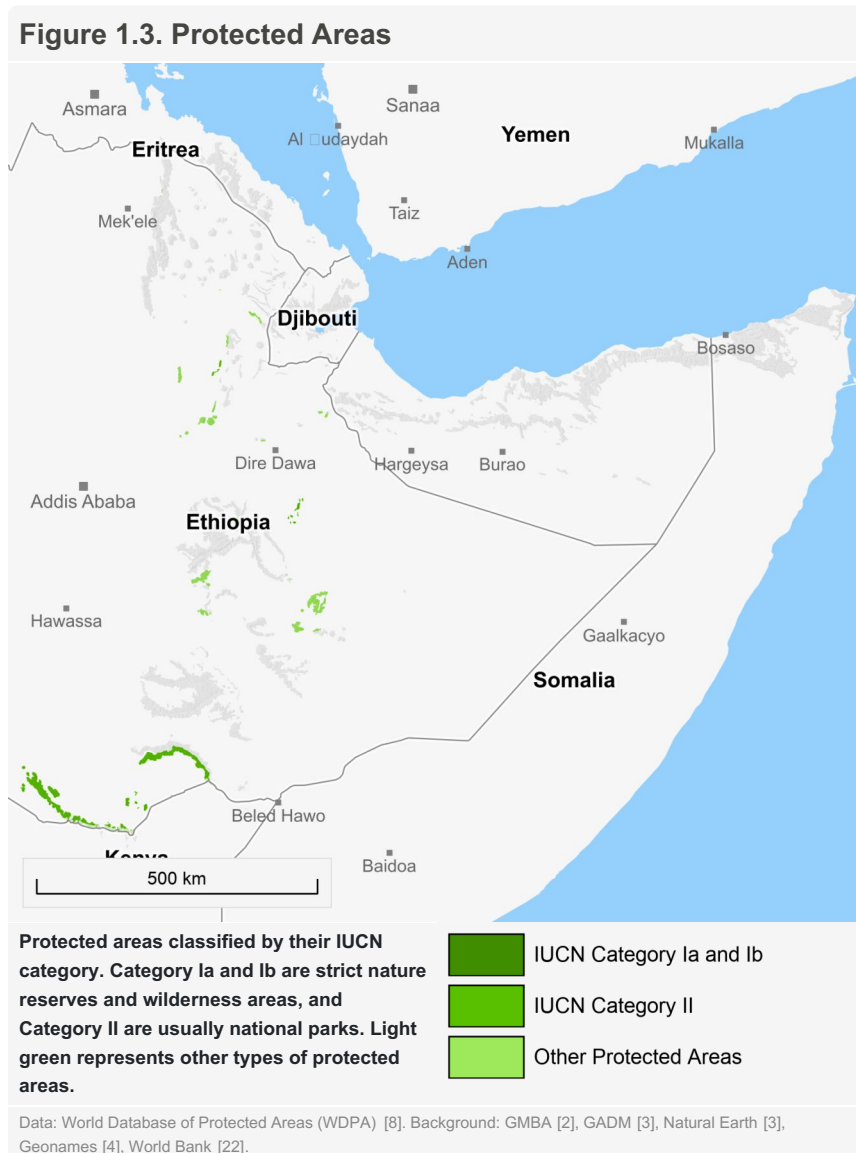 Figure 1.3. Protected Areas
Asmara
Sanaa
Al □udaydah
Yemen
Mukalla
Eritrea
Mek'ele
Taiz
Aden
Djibouti
Bosaso
Dire Dawa
Hargeysa
Burao
Addis Ababa
Ethiopia
Hawassa
Gaalkacyo
Somalia
Beled Hawo
Kenya
Baidoa
500 km
Protected areas classified by their IUCN
category. Category Ia and Ib are strict nature
reserves and wilderness areas, and
Category II are usually national parks. Light
green represents other types of protected
areas.
IUCN Category Ia and Ib
IUCN Category II
Other Protected Areas
Data: World Database of Protected Areas (WDPA) [8]. Background: GMBA [2], GADM [3], Natural Earth [3],
Geonames [4], World Bank [22].